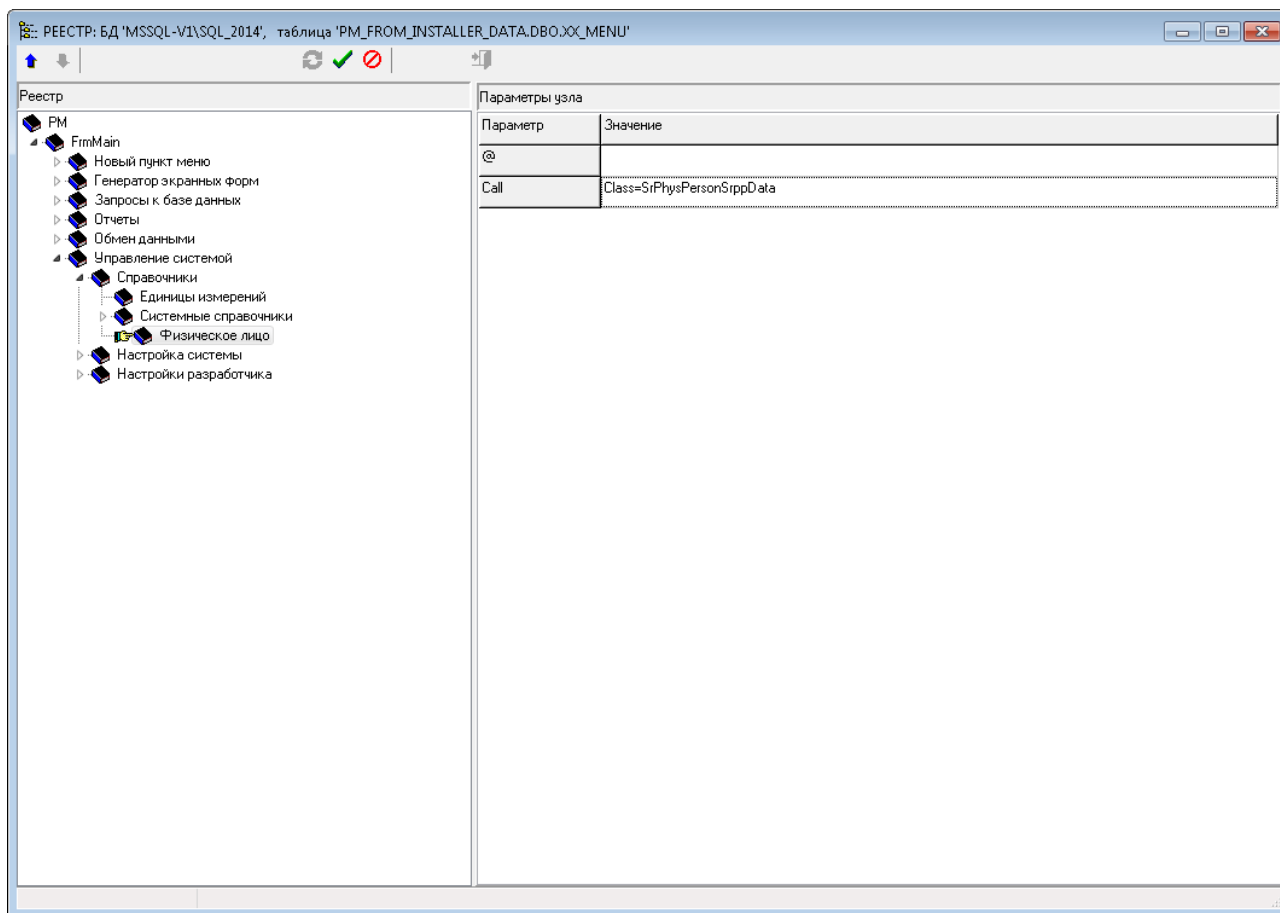 РЕЕСТР: БД 'MSSQL-V1\SQL_2014', таблица 'PM_FROM_INSTALLER_DATA.DBO.XX_MENU'
Реестр
PM
FrmMain
Новый пункт меню
Генератор экранных форм
Запросы к базе данных
Отчеты
Обмен данными
Управление системой
Справочники
Единицы измерений
Системные справочники
Физическое лицо
Настройка системы
Настройки разработчика
Параметры узла
Параметр Значение
@
Call Class=SrPhysPersonSrppData